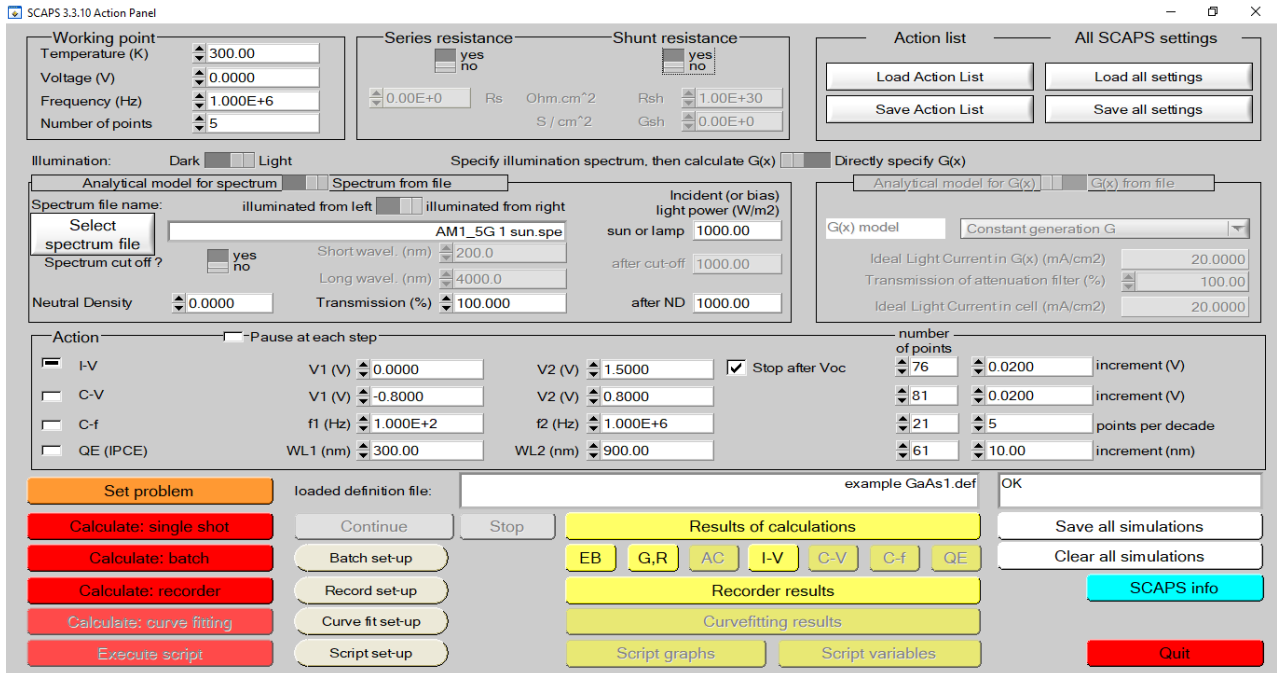 SCAPS 3.3.10 Action Panel
Working point
Temperature (K) 300.00
Voltage (V) 0.0000
Frequency (Hz) 1.000E+6
Number of points 5
Series resistance
yes
no
Shunt resistance
yes
no
0.00E+0 Rs Ohm.cm^2 Rsh 1.00E+30
S / cm^2 Gsh 0.00E+0
Action list
Load Action List
Save Action List
All SCAPS settings
Load all settings
Save all settings
Illumination: Dark Light
Specify illumination spectrum, then calculate G(x) Directly specify G(x)
Analytical model for spectrum Spectrum from file
Spectrum file name: illuminated from left illuminated from right
Select
spectrum file
AM1_5G 1 sun.spe
Spectrum cut off ? yes
no
Short wavel. (nm) 200.0
Long wavel. (nm) 4000.0
Neutral Density 0.0000 Transmission (%) 100.000
Incident (or bias)
light power (W/m2)
sun or lamp 1000.00
after cut-off 1000.00
after ND 1000.00
Analytical model for G(x) G(x) from file
G(x) model Constant generation G
Ideal Light Current in G(x) (mA/cm2) 20.0000
Transmission of attenuation filter (%) 100.00
Ideal Light Current in cell (mA/cm2) 20.0000
Action Pause at each step number
of points
I-V V1 (V) 0.0000 V2 (V) 1.5000 Stop after Voc 76 0.0200 increment (V)
C-V V1 (V) -0.8000 V2 (V) 0.8000 81 0.0200 increment (V)
C-f f1 (Hz) 1.000E+2 f2 (Hz) 1.000E+6 21 5 points per decade
QE (IPCE) WL1 (nm) 300.00 WL2 (nm) 900.00 61 10.00 increment (nm)
Set problem loaded definition file: example GaAs1.def OK
Calculate: single shot Continue Stop Results of calculations Save all simulations
Calculate: batch Batch set-up EB G,R AC I-V C-V C-f QE Clear all simulations
Calculate: recorder Record set-up Recorder results SCAPS info
Calculate: curve fitting Curve fit set-up Curvefitting results
Execute script Script set-up Script graphs Script variables Quit